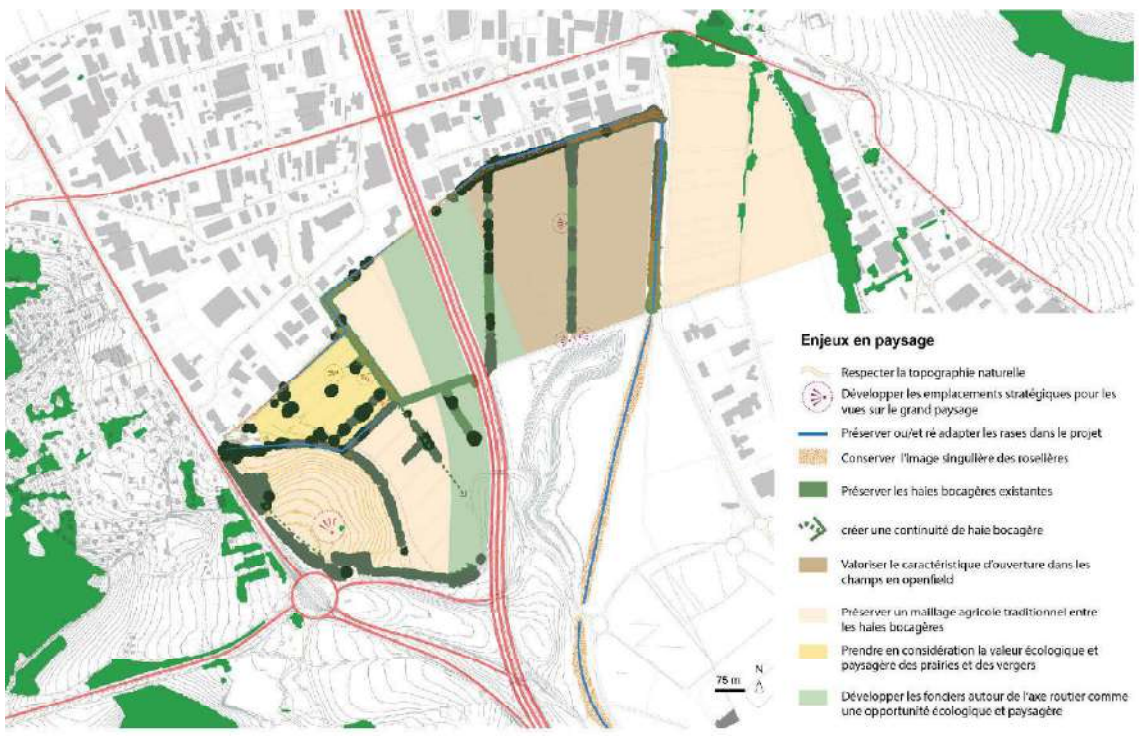 Enjeux en paysage
Respecter la topographie naturelle
Développer les emplacements stratégiques pour les
vues sur le grand paysage
Préserver ou/et ré adapter les rases dans le projet
Conserver l'image singulière des roselières
Préserver les haies bocagères existantes
créer une continuité de haie bocagère
Valoriser le caractéristique d'ouverture dans les
champs en openfield
Préserver un maillage agricole traditionnel entre
les haies bocagères
Prendre en considération la valeur écologique et
paysagère des prairies et des vergers
Développer les fonciers autour de l'axe routier comme
une opportunité écologique et paysagère
75 m
N